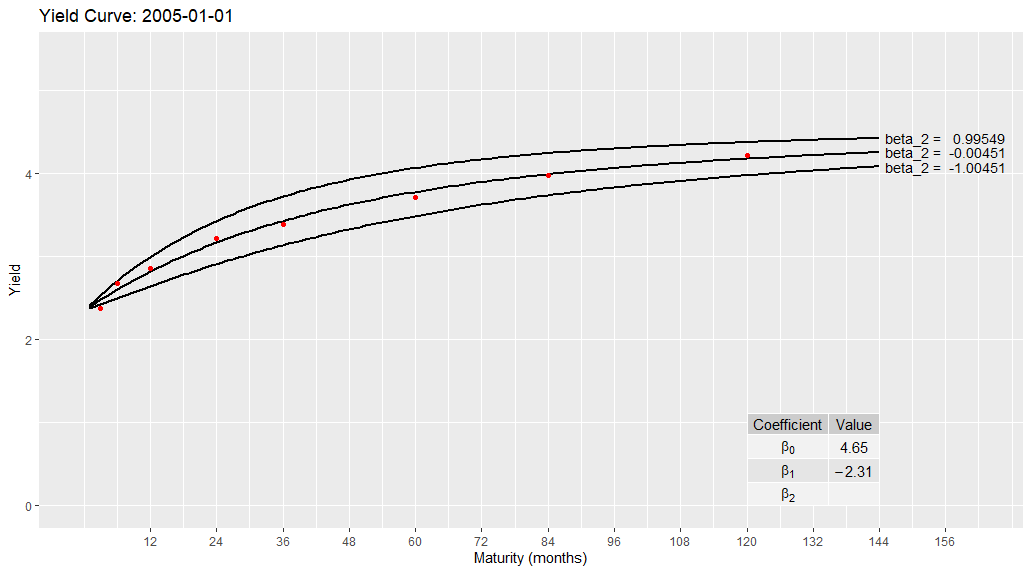 Yield Curve: 2005-01-01
Yield
4
2
0
beta_2 = 0.99549
beta_2 = -0.00451
beta_2 = -1.00451
Coefficient Value
β₀ 4.65
β₁ −2.31
β₂
12 24 36 48 60 72 84 96 108 120 132 144 156
Maturity (months)